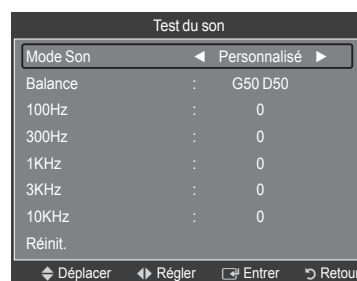 Test du son
Mode Son ◄ Personnalisé ►
Balance : G50 D50
100Hz : 0
300Hz : 0
1KHz : 0
3KHz : 0
10KHz : 0
Réinit.
Déplacer Régler Entrer Retour